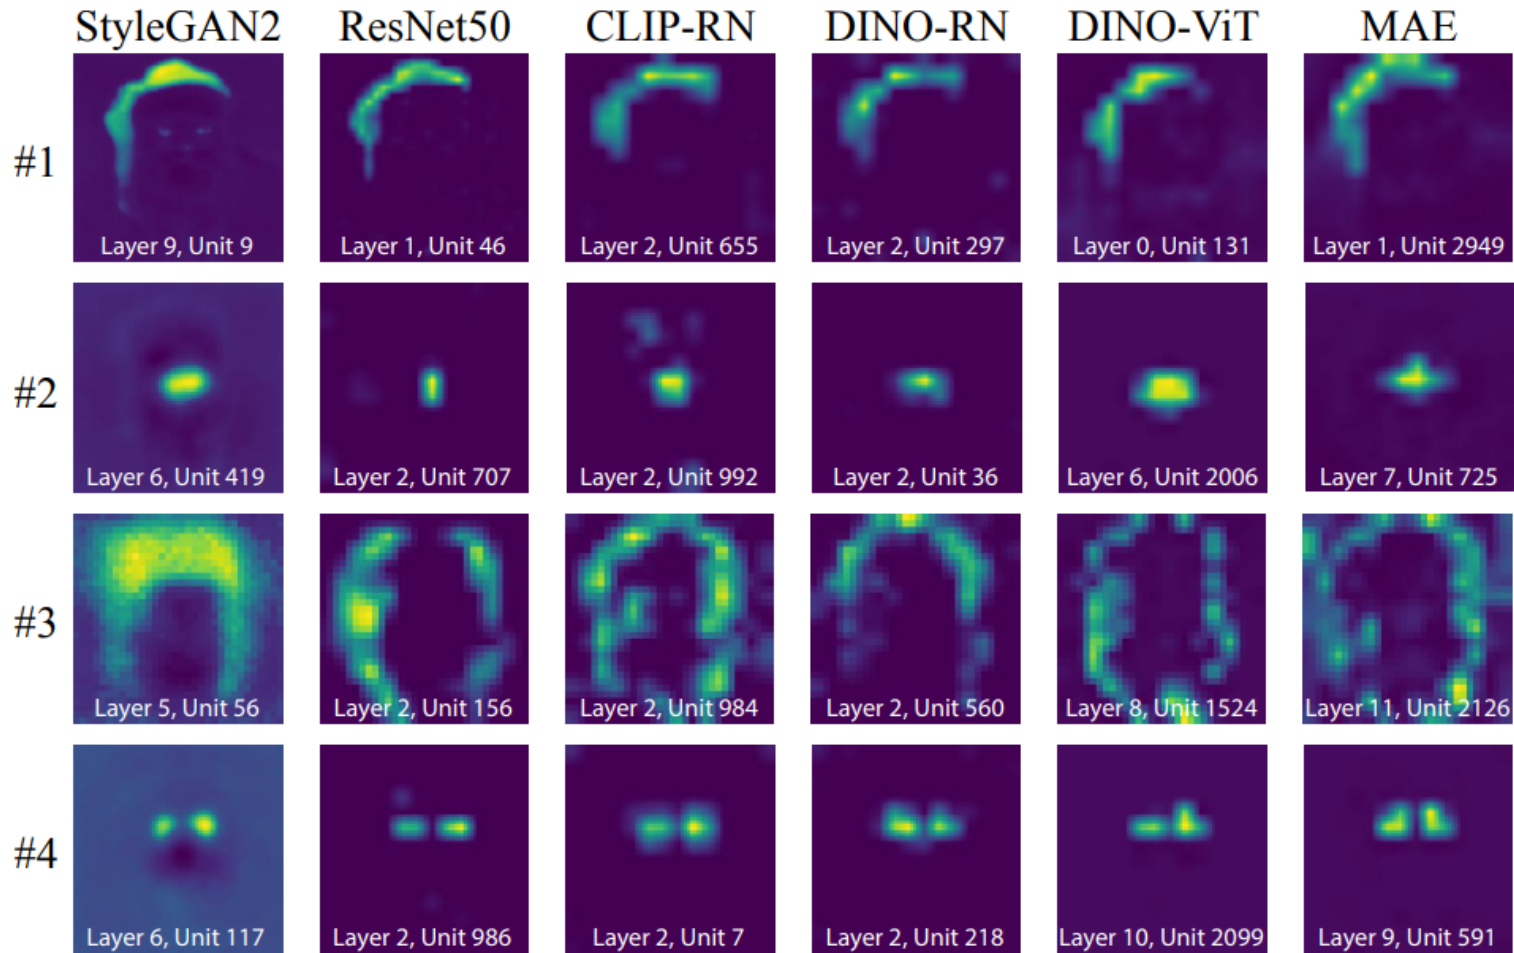 StyleGAN2 ResNet50 CLIP-RN DINO-RN DINO-ViT MAE
#1
Layer 9, Unit 9 Layer 1, Unit 46 Layer 2, Unit 655 Layer 2, Unit 297 Layer 0, Unit 131 Layer 1, Unit 2949
#2
Layer 6, Unit 419 Layer 2, Unit 707 Layer 2, Unit 992 Layer 2, Unit 36 Layer 6, Unit 2006 Layer 7, Unit 725
#3
Layer 5, Unit 56 Layer 2, Unit 156 Layer 2, Unit 984 Layer 2, Unit 560 Layer 8, Unit 1524 Layer 11, Unit 2126
#4
Layer 6, Unit 117 Layer 2, Unit 986 Layer 2, Unit 7 Layer 2, Unit 218 Layer 10, Unit 2099 Layer 9, Unit 591